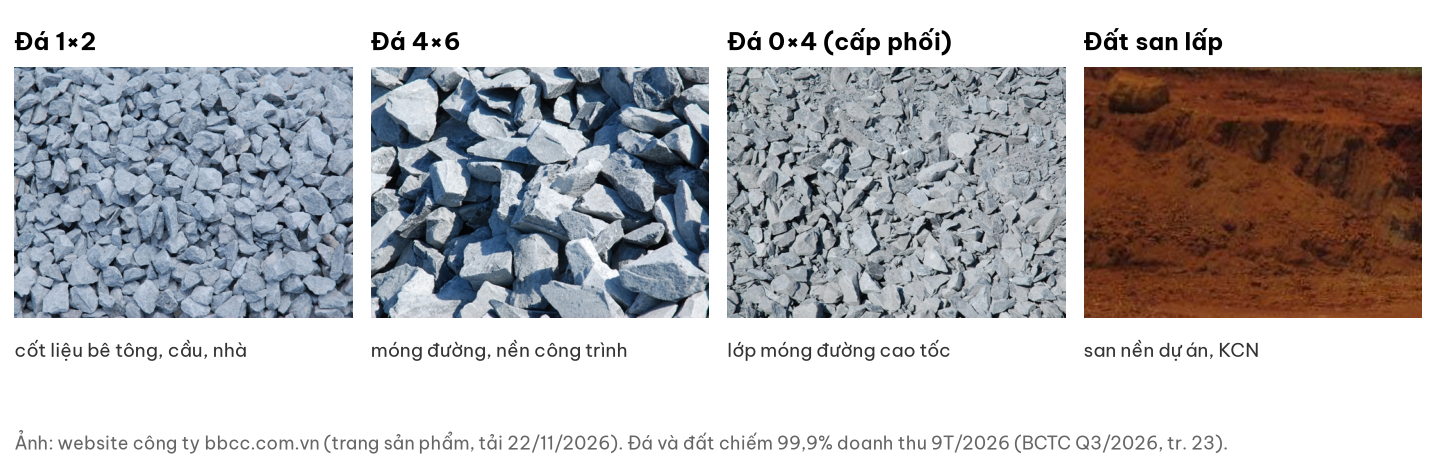 Đá 1×2
cốt liệu bê tông, cầu, nhà
Đá 4×6
móng đường, nền công trình
Đá 0×4 (cấp phối)
lớp móng đường cao tốc
Đất san lấp
san nền dự án, KCN
Ảnh: website công ty bbcc.com.vn (trang sản phẩm, tải 22/11/2026). Đá và đất chiếm 99,9% doanh thu 9T/2026 (BCTC Q3/2026, tr. 23).